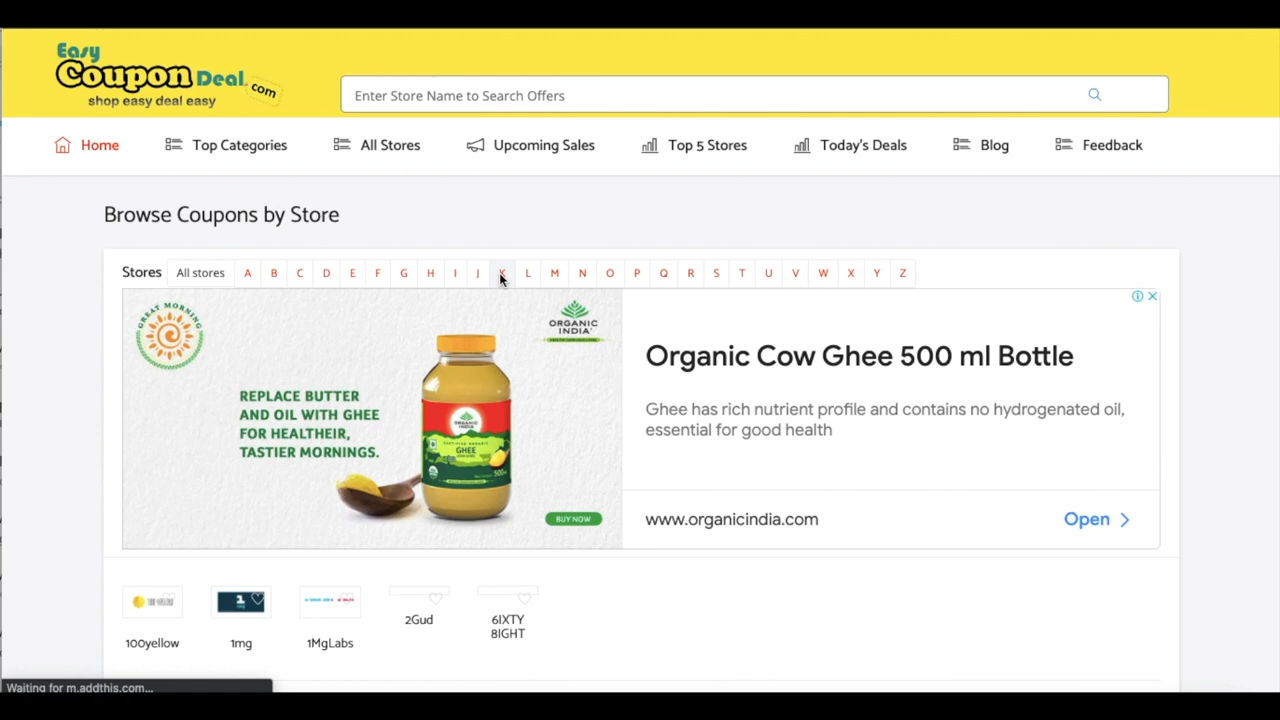 Easy
Coupon Deal.com
shop easy deal easy
Enter Store Name to Search Offers
Home
Top Categories
All Stores
Upcoming Sales
Top 5 Stores
Today's Deals
Blog
Feedback
Browse Coupons by Store
Stores All stores A B C D E F G H I J K L M N O P Q R S T U V W X Y Z
GREAT MORNING
ORGANIC
INDIA
REPLACE BUTTER
AND OIL WITH GHEE
FOR HEALTHEIR,
TASTIER MORNINGS.
GHEE
BUY NOW
Organic Cow Ghee 500 ml Bottle
Ghee has rich nutrient profile and contains no hydrogenated oil,
essential for good health
www.organicindia.com
Open
100yellow
1mg
1MgLabs
2Gud
6IXTY
8IGHT
Waiting for m.addthis.com...